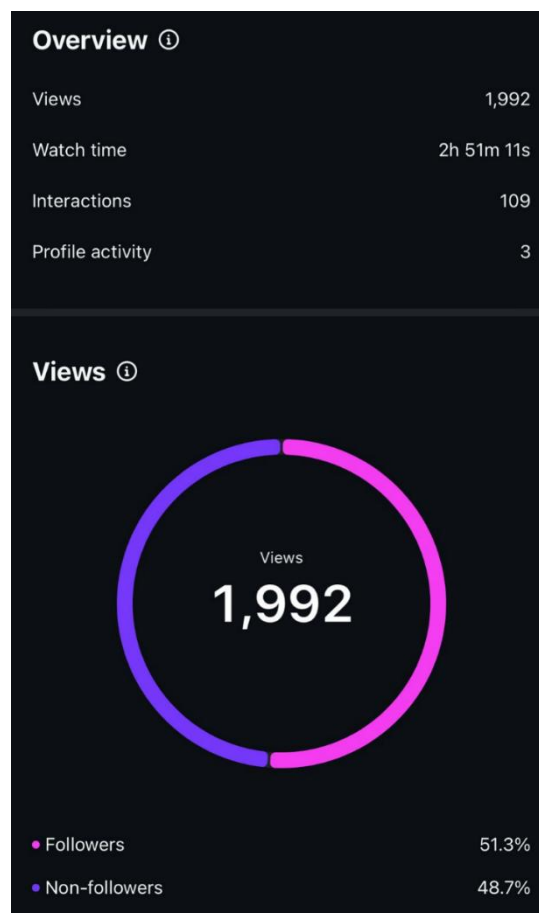 Overview
Views 1,992
Watch time 2h 51m 11s
Interactions 109
Profile activity 3
Views
Views
1,992
Followers 51.3%
Non-followers 48.7%